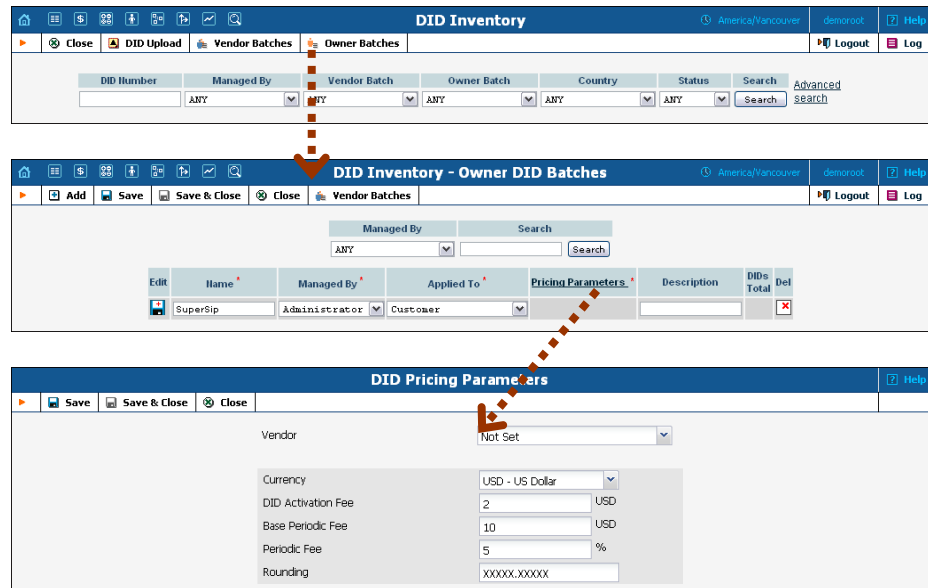 DID Inventory America/Vancouver demoroot ? Help
Close DID Upload Vendor Batches Owner Batches Logout Log
DID Number Managed By Vendor Batch Owner Batch Country Status Search
ANY ANY ANY ANY ANY Search Advanced search
DID Inventory - Owner DID Batches America/Vancouver demoroot ? Help
Add Save Save & Close Close Vendor Batches Logout Log
Managed By Search
ANY Search
Edit Name * Managed By * Applied To * Pricing Parameters * Description DIDs Total Del
SuperSip Administrator Customer
DID Pricing Parameters ? Help
Save Save & Close Close
Vendor Not Set
Currency USD - US Dollar
DID Activation Fee 2 USD
Base Periodic Fee 10 USD
Periodic Fee 5 %
Rounding XXXXX.XXXXX